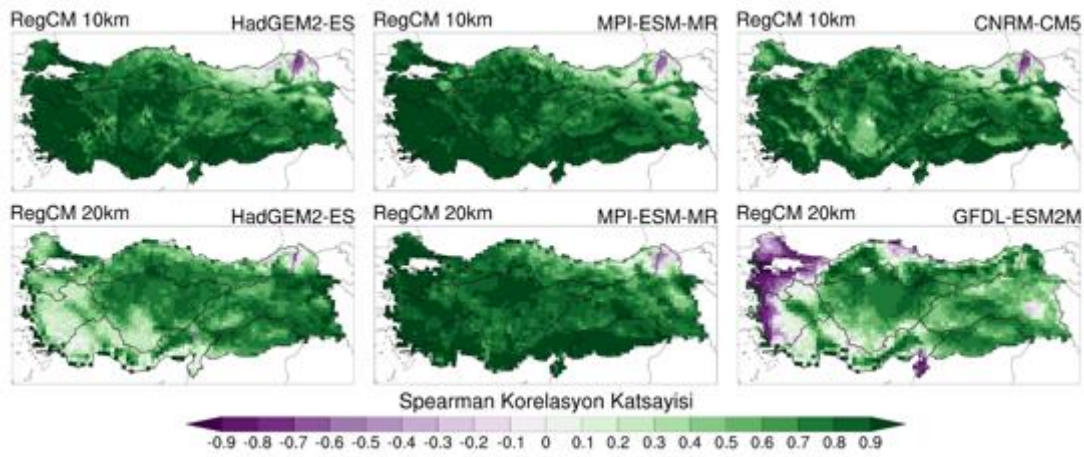 RegCM 10km HadGEM2-ES RegCM 10km MPI-ESM-MR RegCM 10km CNRM-CM5
RegCM 20km HadGEM2-ES RegCM 20km MPI-ESM-MR RegCM 20km GFDL-ESM2M
Spearman Korelasyon Katsayisi
-0.9 -0.8 -0.7 -0.6 -0.5 -0.4 -0.3 -0.2 -0.1 0 0.1 0.2 0.3 0.4 0.5 0.6 0.7 0.8 0.9